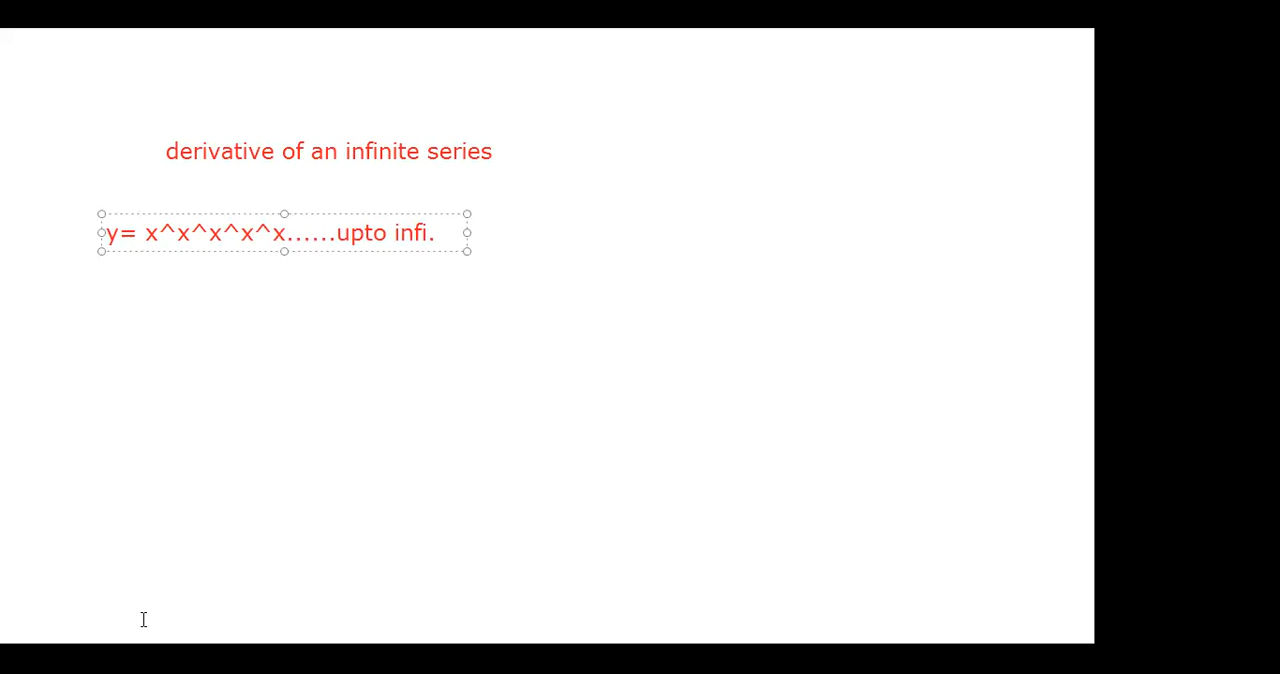 derivative of an infinite series
y= x^x^x^x^x......upto infi.